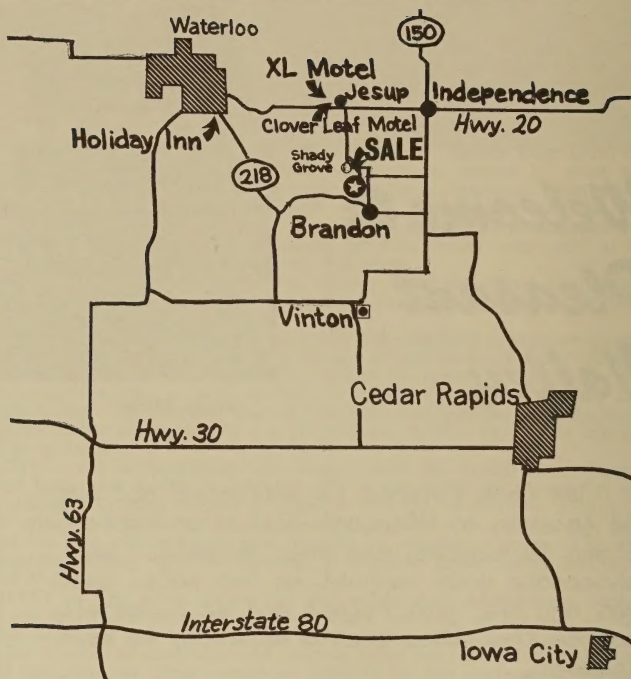 Waterloo
150
XL Motel
Jesup
Independence
Clover Leaf Motel
Hwy. 20
Holiday Inn
Shady
Grove
SALE
218
Brandon
Vinton
Cedar Rapids
Hwy. 30
Hwy. 63
Interstate 80
Iowa City